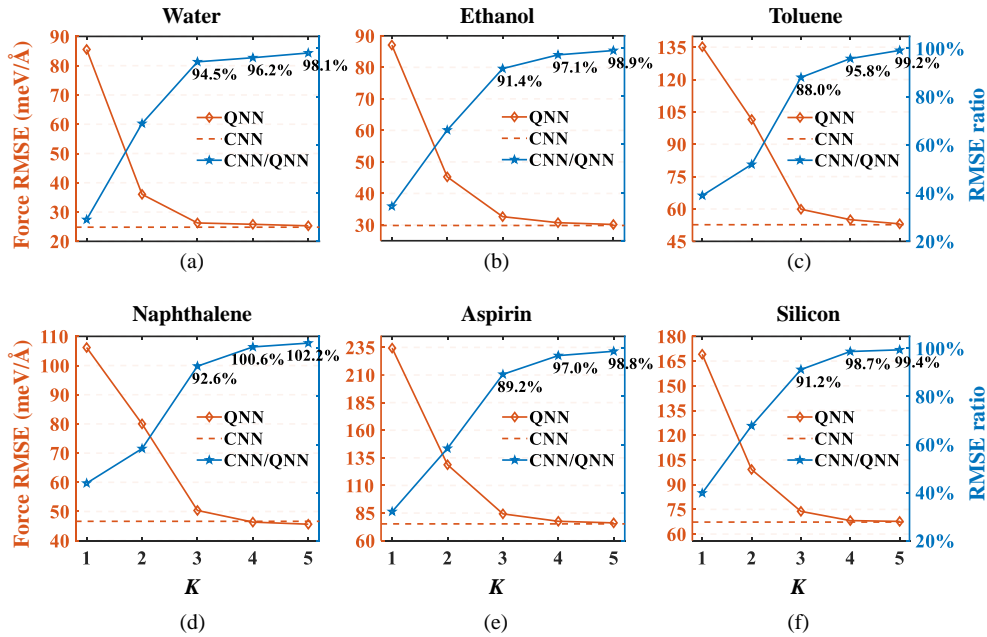 Water
Ethanol
Toluene
Force RMSE (meV/Å)
90
80
70
60
50
40
30
20
94.5%
96.2%
98.1%
QNN
CNN
CNN/QNN
(a)
90
80
70
60
50
40
30
91.4%
97.1%
98.9%
QNN
CNN
CNN/QNN
(b)
135
120
105
90
75
60
45
88.0%
95.8%
99.2%
QNN
CNN
CNN/QNN
100%
80%
60%
40%
20%
RMSE ratio
(c)
Naphthalene
Aspirin
Silicon
Force RMSE (meV/Å)
110
100
90
80
70
60
50
40
92.6%
100.6%
102.2%
QNN
CNN
CNN/QNN
1 2 3 4 5
K
(d)
235
210
185
160
135
110
85
60
89.2%
97.0%
98.8%
QNN
CNN
CNN/QNN
1 2 3 4 5
K
(e)
180
165
150
135
120
105
90
75
60
91.2%
98.7%
99.4%
QNN
CNN
CNN/QNN
100%
80%
60%
40%
20%
RMSE ratio
1 2 3 4 5
K
(f)